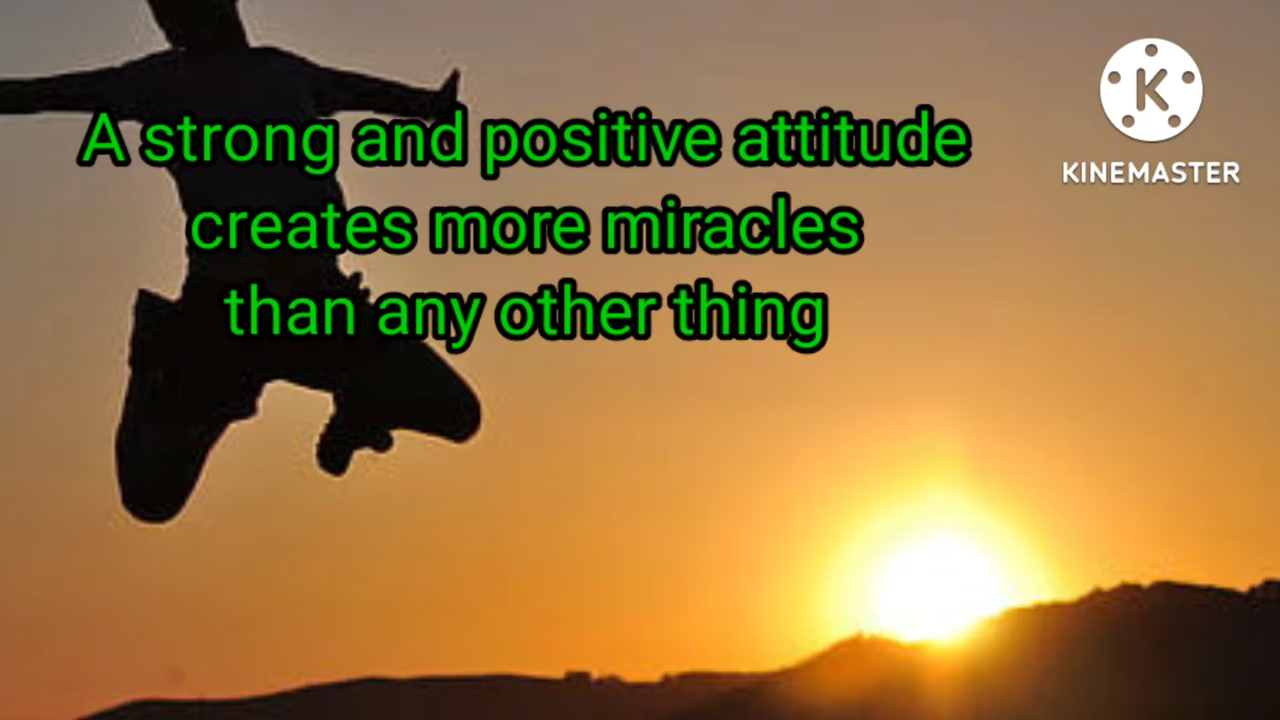 A strong and positive attitude
creates more miracles
than any other thing
K
KINEMASTER